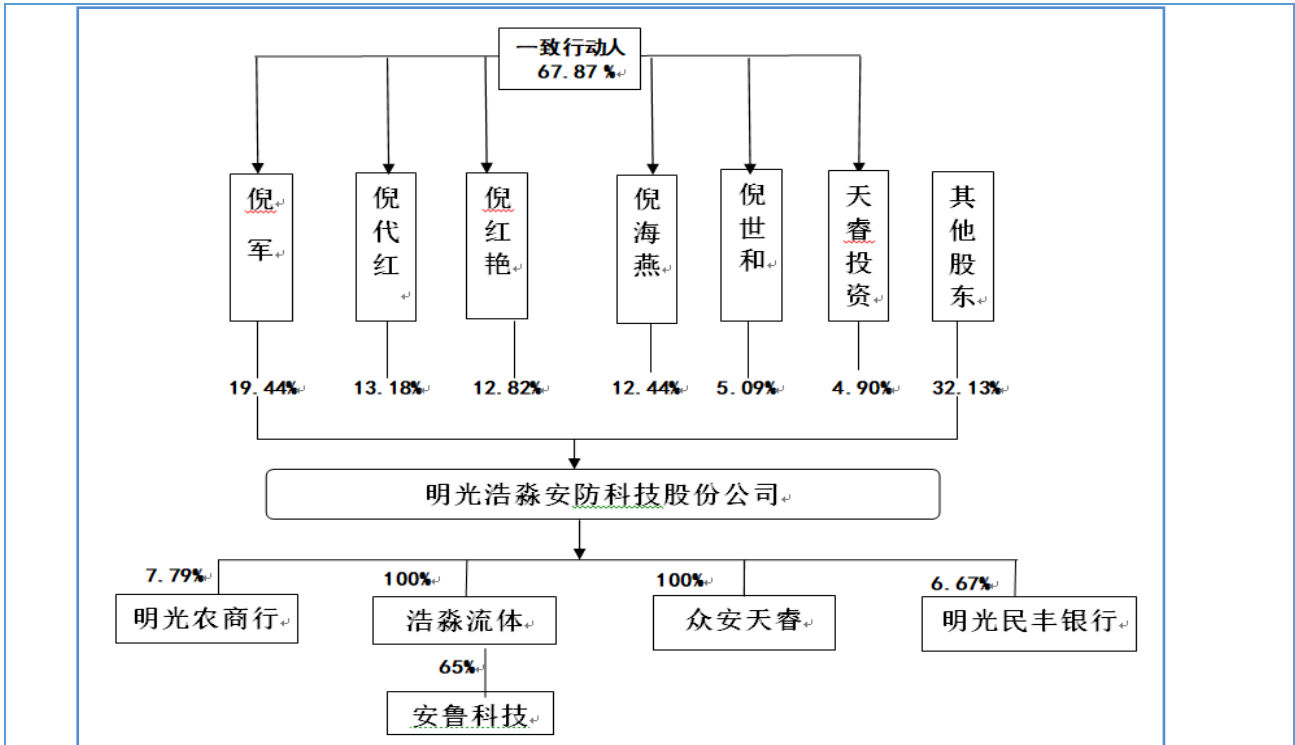 一致行动人
67.87%
倪军
倪代红
倪红艳
倪海燕
倪世和
天睿投资
其他股东
19.44%
13.18%
12.82%
12.44%
5.09%
4.90%
32.13%
明光浩淼安防科技股份公司
7.79%
100%
100%
6.67%
明光农商行
浩淼流体
众安天睿
明光民丰银行
65%
安鲁科技